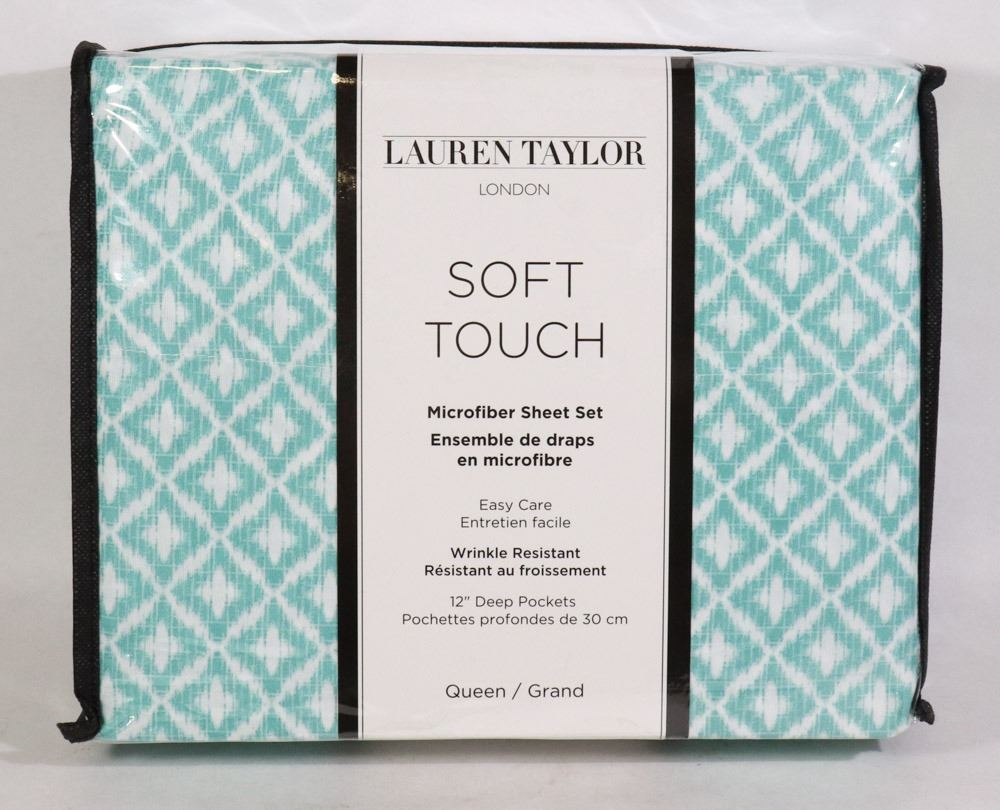 LAUREN TAYLOR
LONDON
SOFT
TOUCH
Microfiber Sheet Set
Ensemble de draps
en microfibre
Easy Care
Entretien facile
Wrinkle Resistant
Résistant au froissement
12" Deep Pockets
Pochettes profondes de 30 cm
Queen / Grand